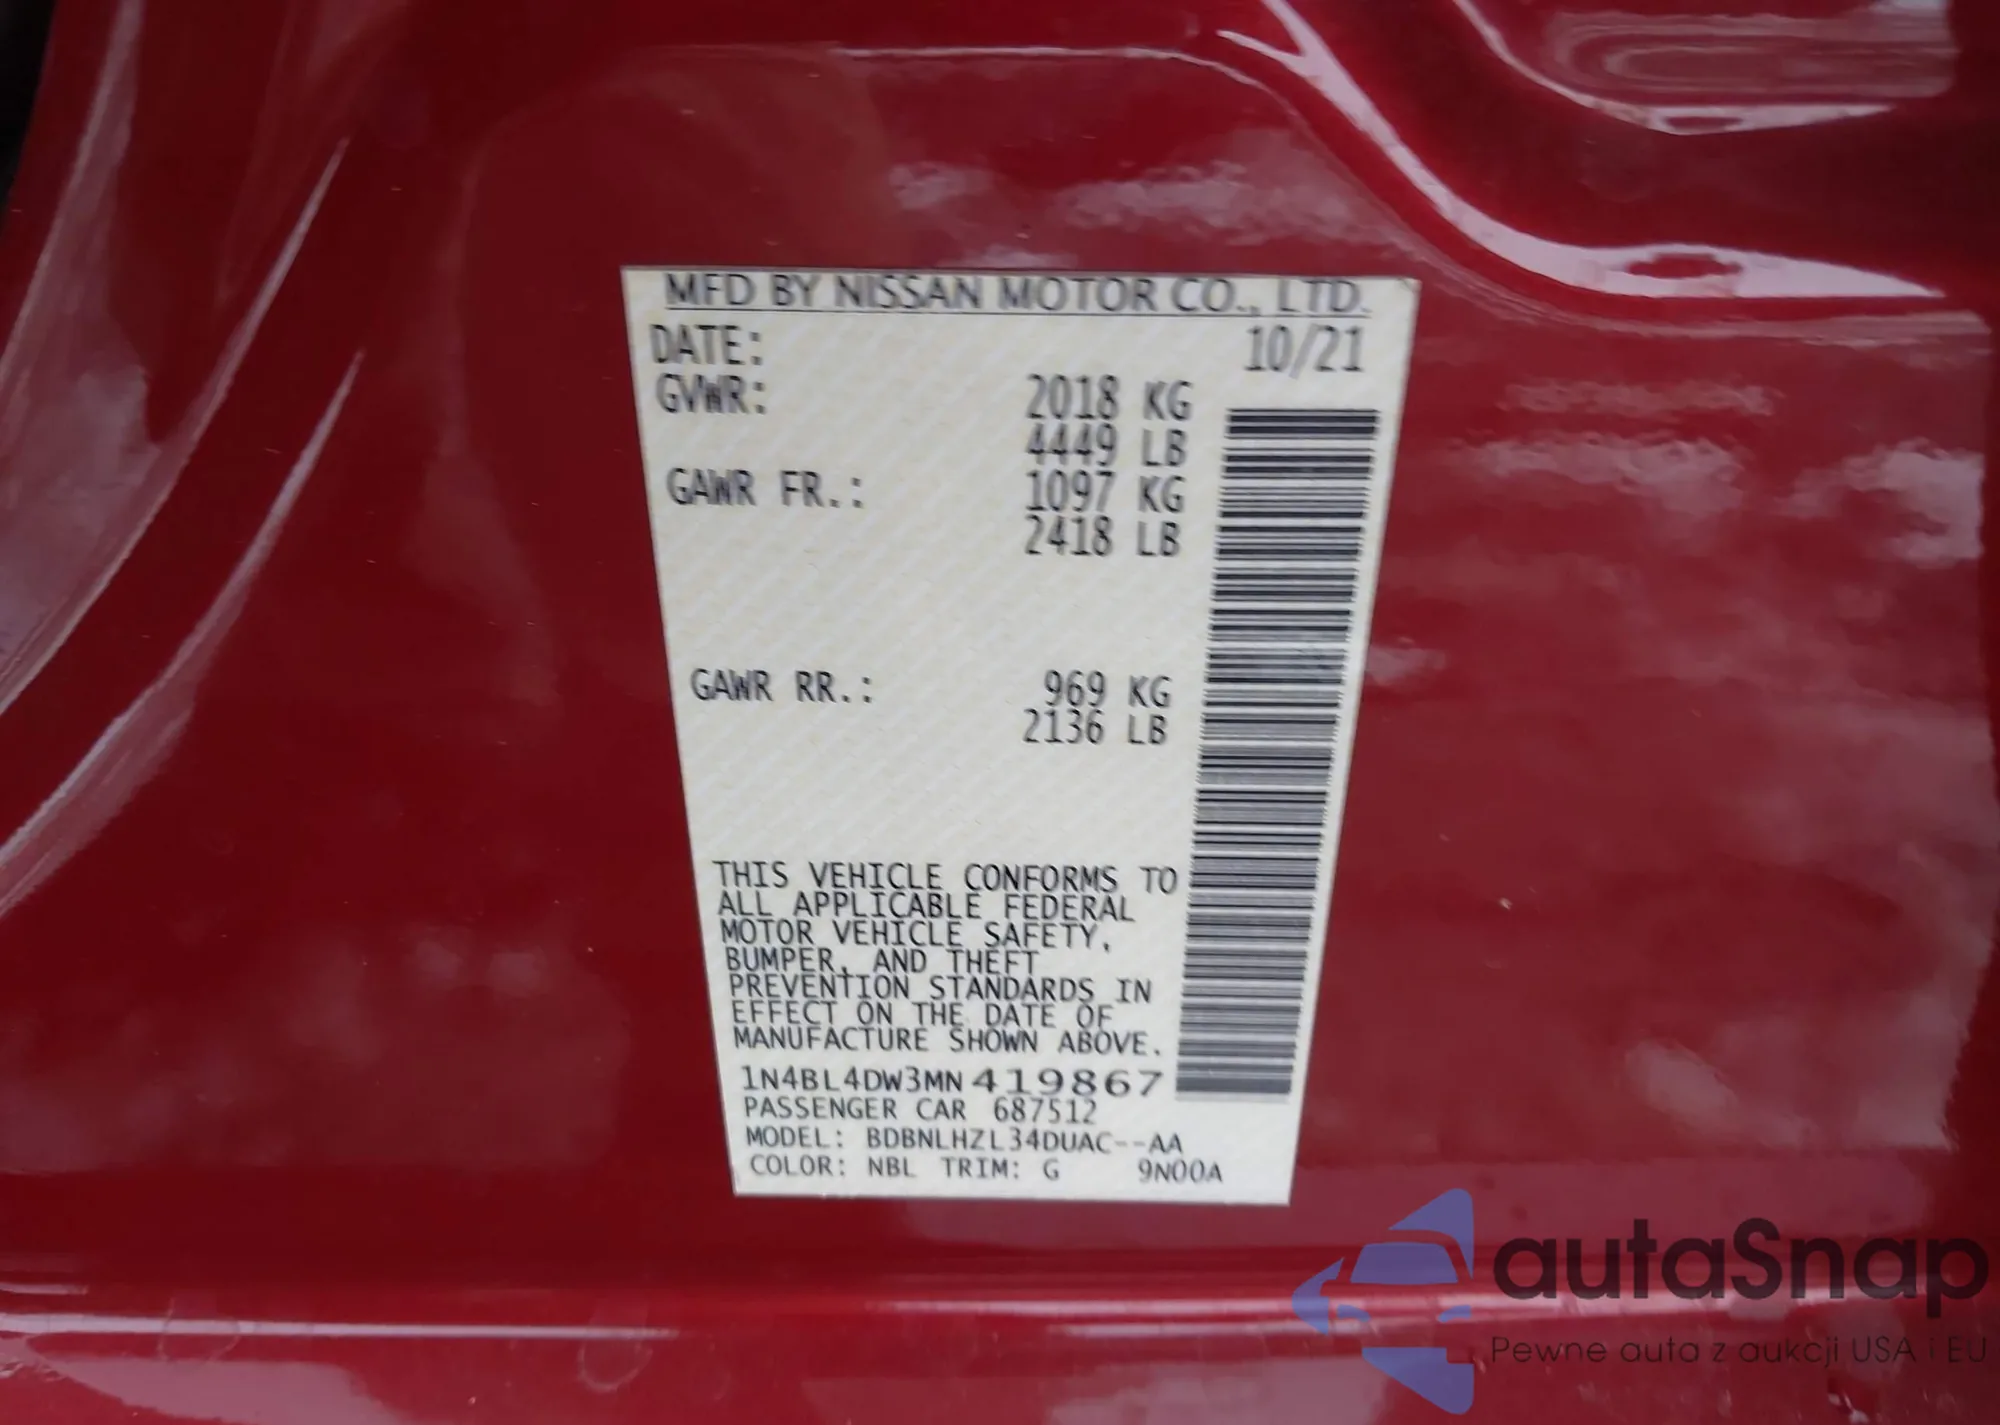 MFD BY NISSAN MOTOR CO., LTD.
DATE: 10/21
GVWR: 2018 KG
4449 LB
GAWR FR.: 1097 KG
2418 LB
GAWR RR.: 969 KG
2136 LB
THIS VEHICLE CONFORMS TO
ALL APPLICABLE FEDERAL
MOTOR VEHICLE SAFETY,
BUMPER, AND THEFT
PREVENTION STANDARDS IN
EFFECT ON THE DATE OF
MANUFACTURE SHOWN ABOVE.
1N4BL4DW3MN419867
PASSENGER CAR 687512
MODEL: BDBNLHZL34DUAC--AA
COLOR: NBL TRIM: G 9N00A
autaSnap
Pewne auta z aukcji USA i EU